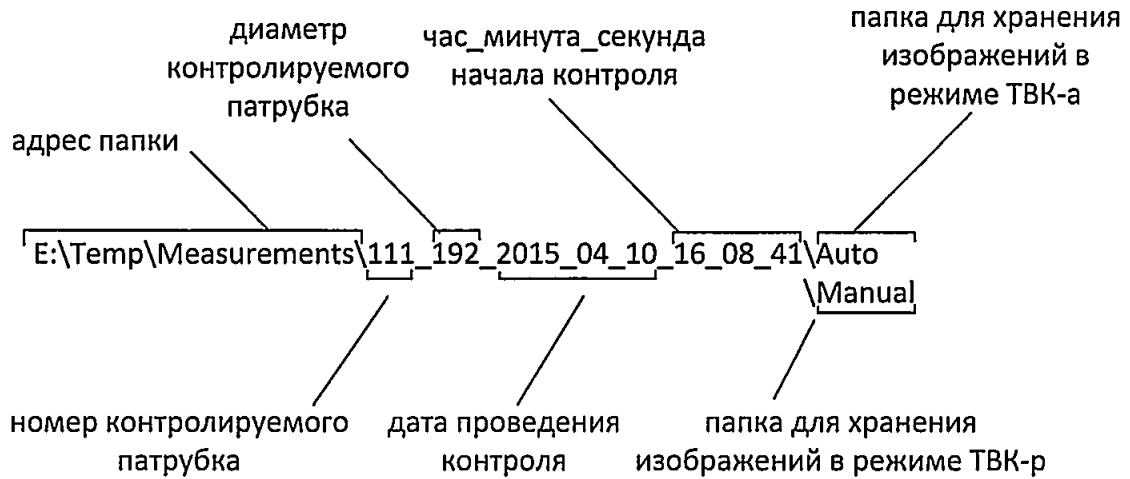 диаметр
контролируемого
патрубка
час_минута_секунда
начала контроля
папка для хранения
изображений в
режиме ТВК-а
адрес папки
E:\Temp\Measurements\111_192_2015_04_10_16_08_41\Auto
\Manual
номер контролируемого
патрубка
дата проведения
контроля
папка для хранения
изображений в режиме ТВК-р